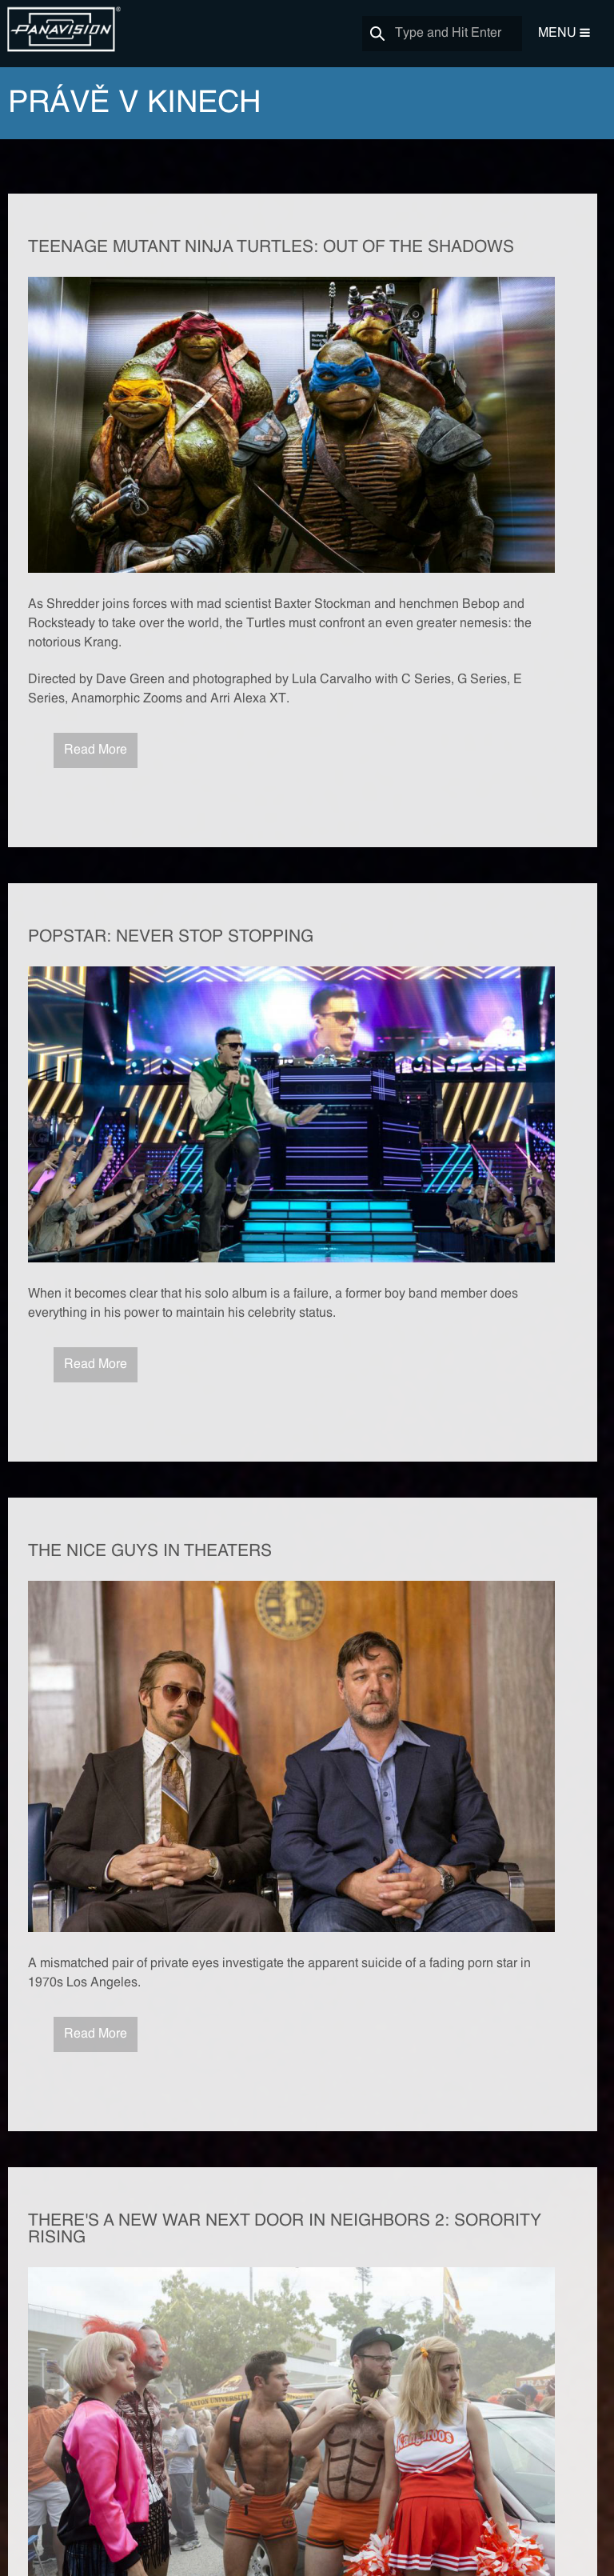 PANAVISION®
Type and Hit Enter
MENU
PRÁVĚ V KINECH
TEENAGE MUTANT NINJA TURTLES: OUT OF THE SHADOWS
As Shredder joins forces with mad scientist Baxter Stockman and henchmen Bebop and
Rocksteady to take over the world, the Turtles must confront an even greater nemesis: the
notorious Krang.
Directed by Dave Green and photographed by Lula Carvalho with C Series, G Series, E
Series, Anamorphic Zooms and Arri Alexa XT.
Read More
POPSTAR: NEVER STOP STOPPING
When it becomes clear that his solo album is a failure, a former boy band member does
everything in his power to maintain his celebrity status.
Read More
THE NICE GUYS IN THEATERS
A mismatched pair of private eyes investigate the apparent suicide of a fading porn star in
1970s Los Angeles.
Read More
THERE'S A NEW WAR NEXT DOOR IN NEIGHBORS 2: SORORITY
RISING
Kangaroos